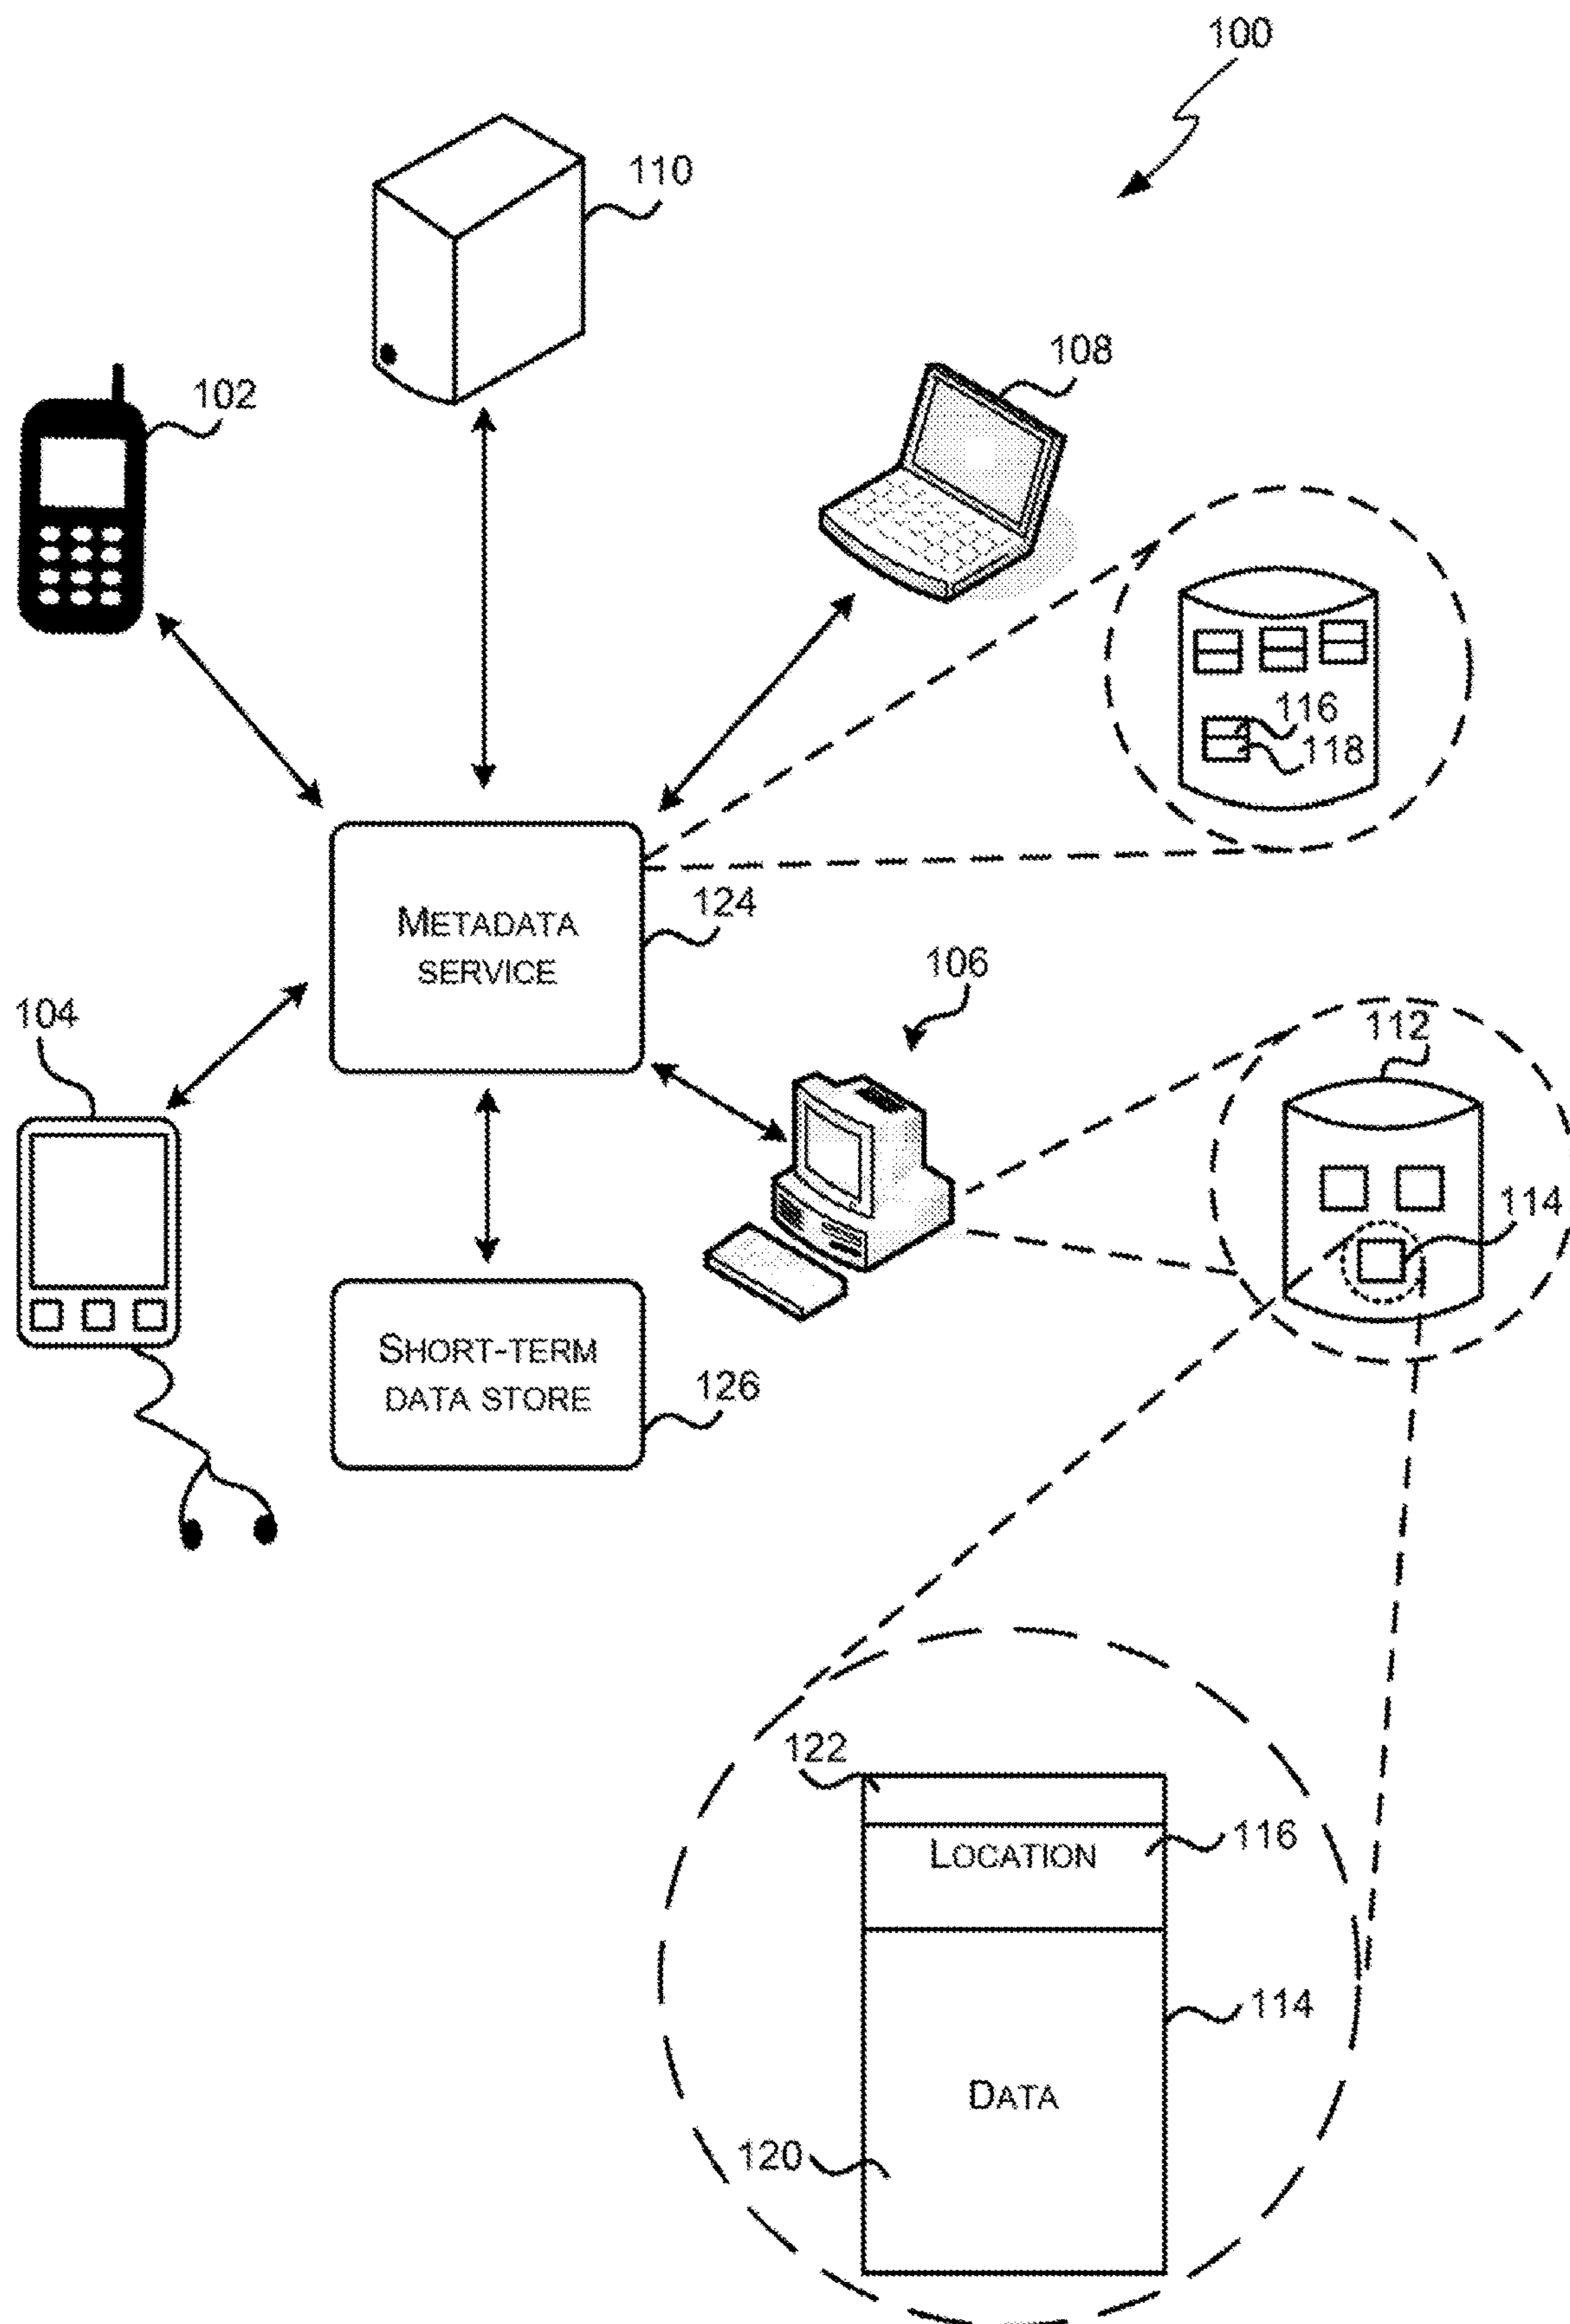 100
110
108
102
116
118
124
METADATA
SERVICE
106
104
112
114
SHORT-TERM
DATA STORE
126
122
LOCATION
116
114
DATA
120